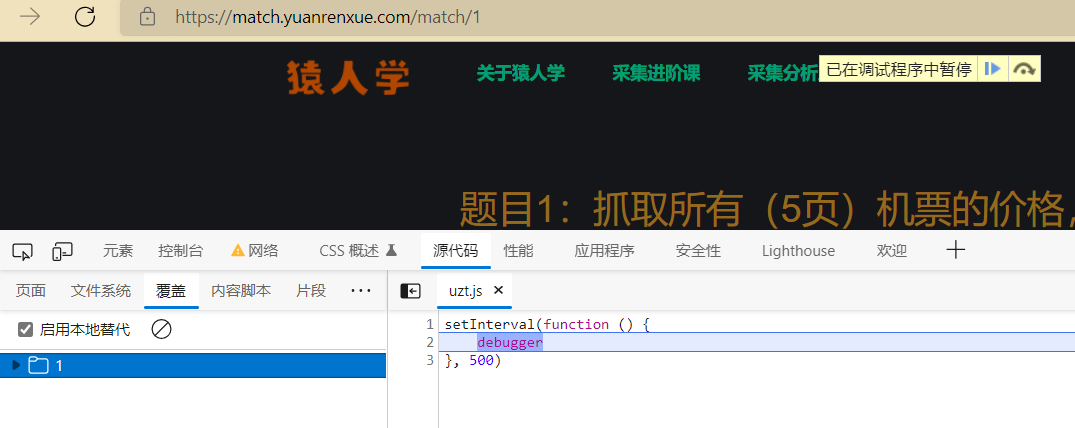 https://match.yuanrenxue.com/match/1
猿人学 关于猿人学 采集进阶课 采集分析 已在调试程序中暂停
题目1：抓取所有（5页）机票的价格，
元素 控制台 网络 CSS 概述 源代码 性能 应用程序 安全性 Lighthouse 欢迎
页面 文件系统 覆盖 内容脚本 片段 ... uzt.js ×
启用本地替代
1
1 setInterval(function () {
2     debugger
3 }, 500)